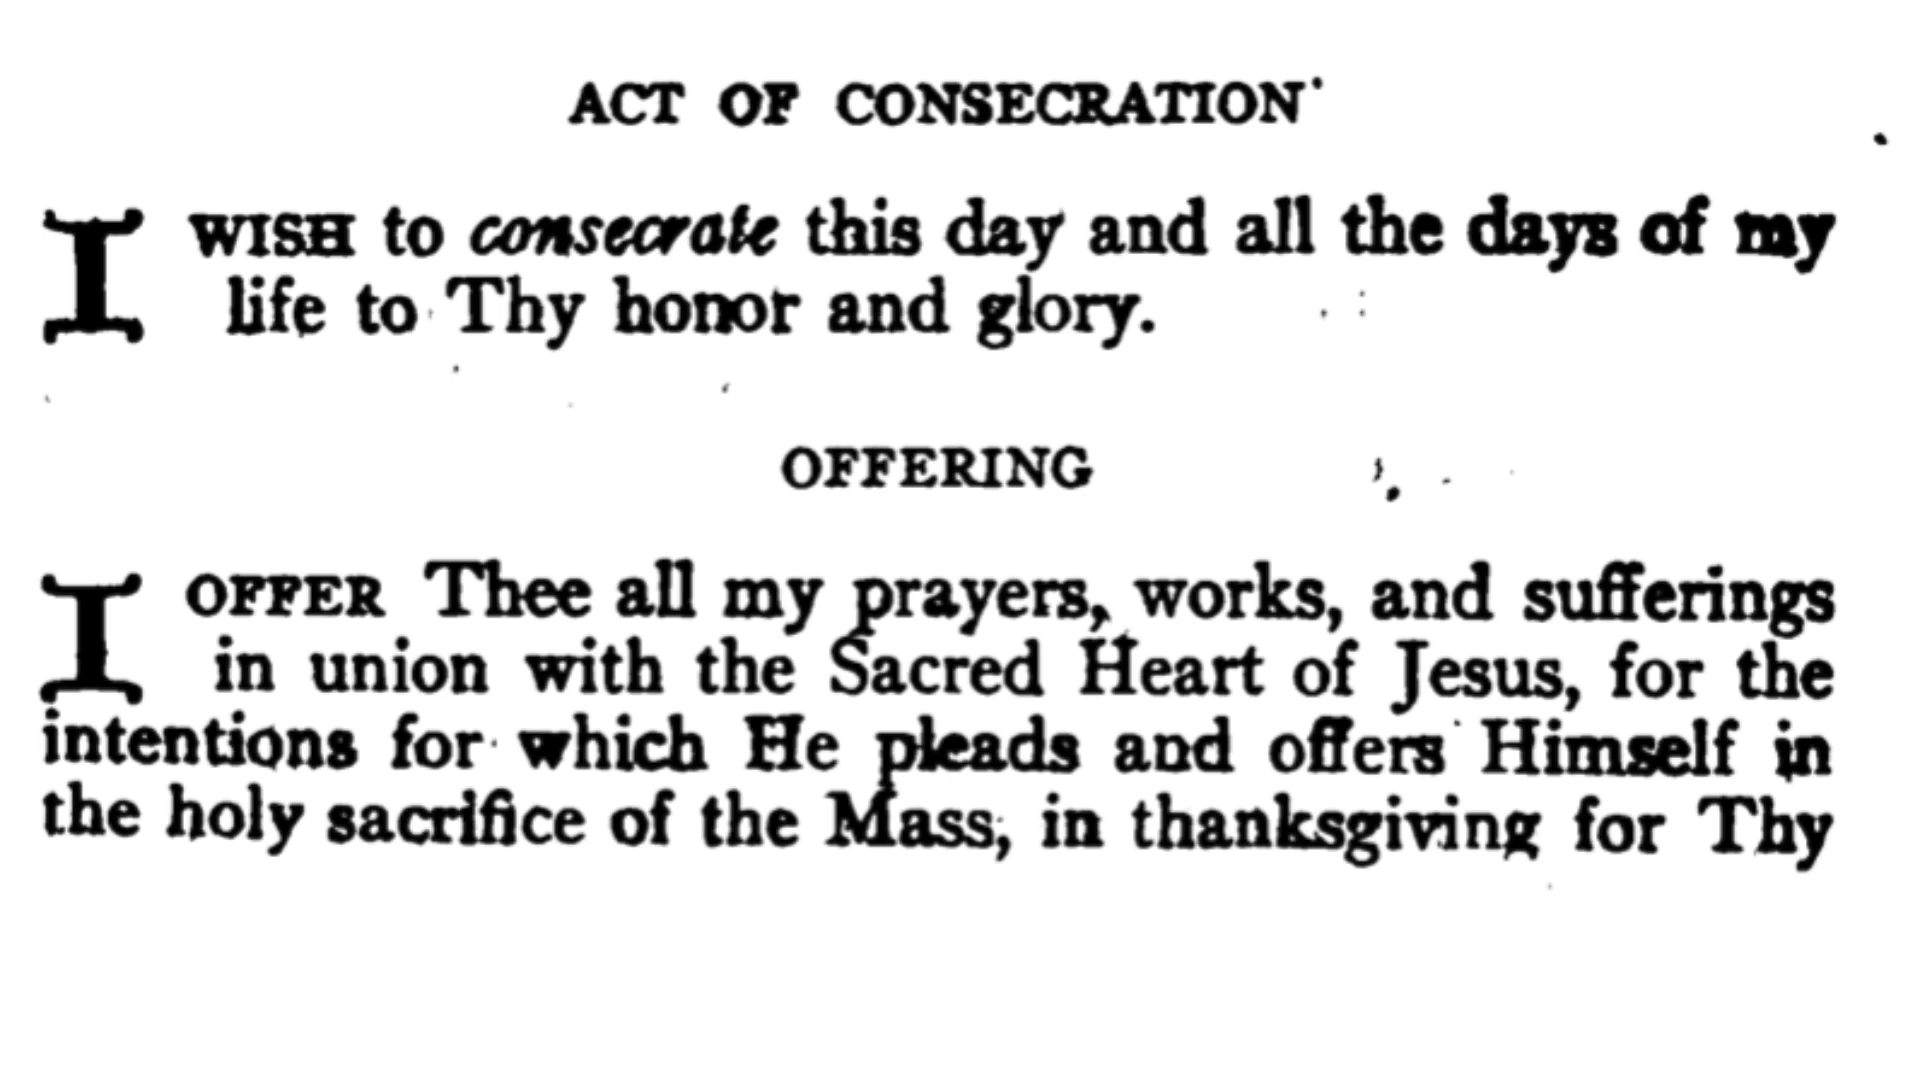 ACT OF CONSECRATION
I WISH to consecrate this day and all the days of my
life to Thy honor and glory.
OFFERING
I OFFER Thee all my prayers, works, and sufferings
in union with the Sacred Heart of Jesus, for the
intentions for which He pleads and offers Himself in
the holy sacrifice of the Mass, in thanksgiving for Thy